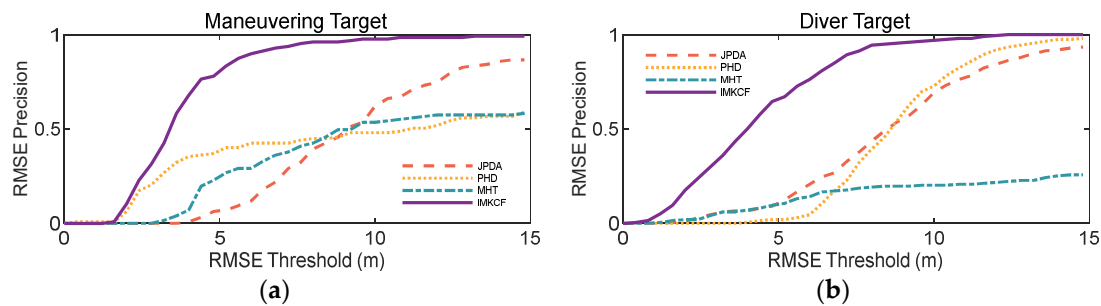 Maneuvering Target
1
0.5
0
RMSE Precision
JPDA
PHD
MHT
IMKCF
0 5 10 15
RMSE Threshold (m)
(a)
Diver Target
1
0.5
0
RMSE Precision
JPDA
PHD
MHT
IMKCF
0 5 10 15
RMSE Threshold (m)
(b)